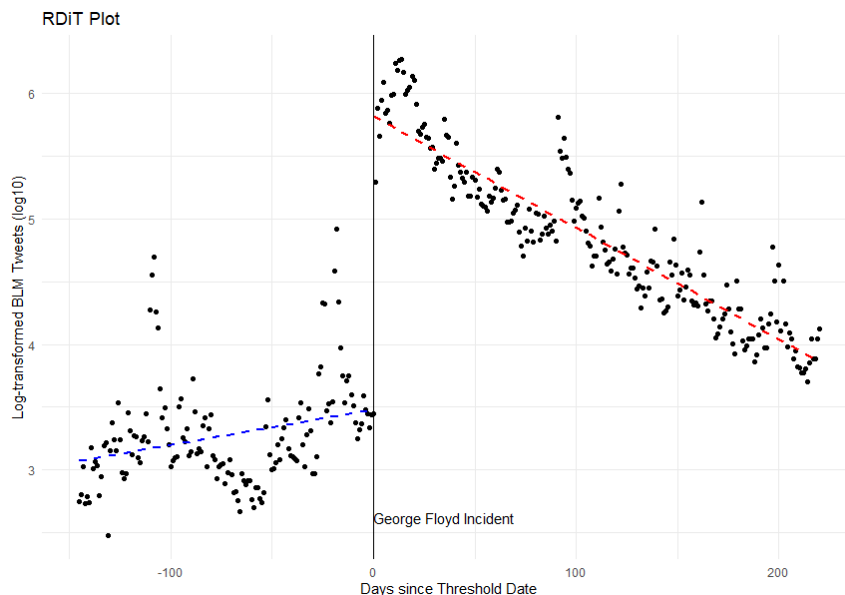 RDiT Plot
Log-transformed BLM Tweets (log10)
6
5
4
3
George Floyd Incident
-100
0
100
200
Days since Threshold Date